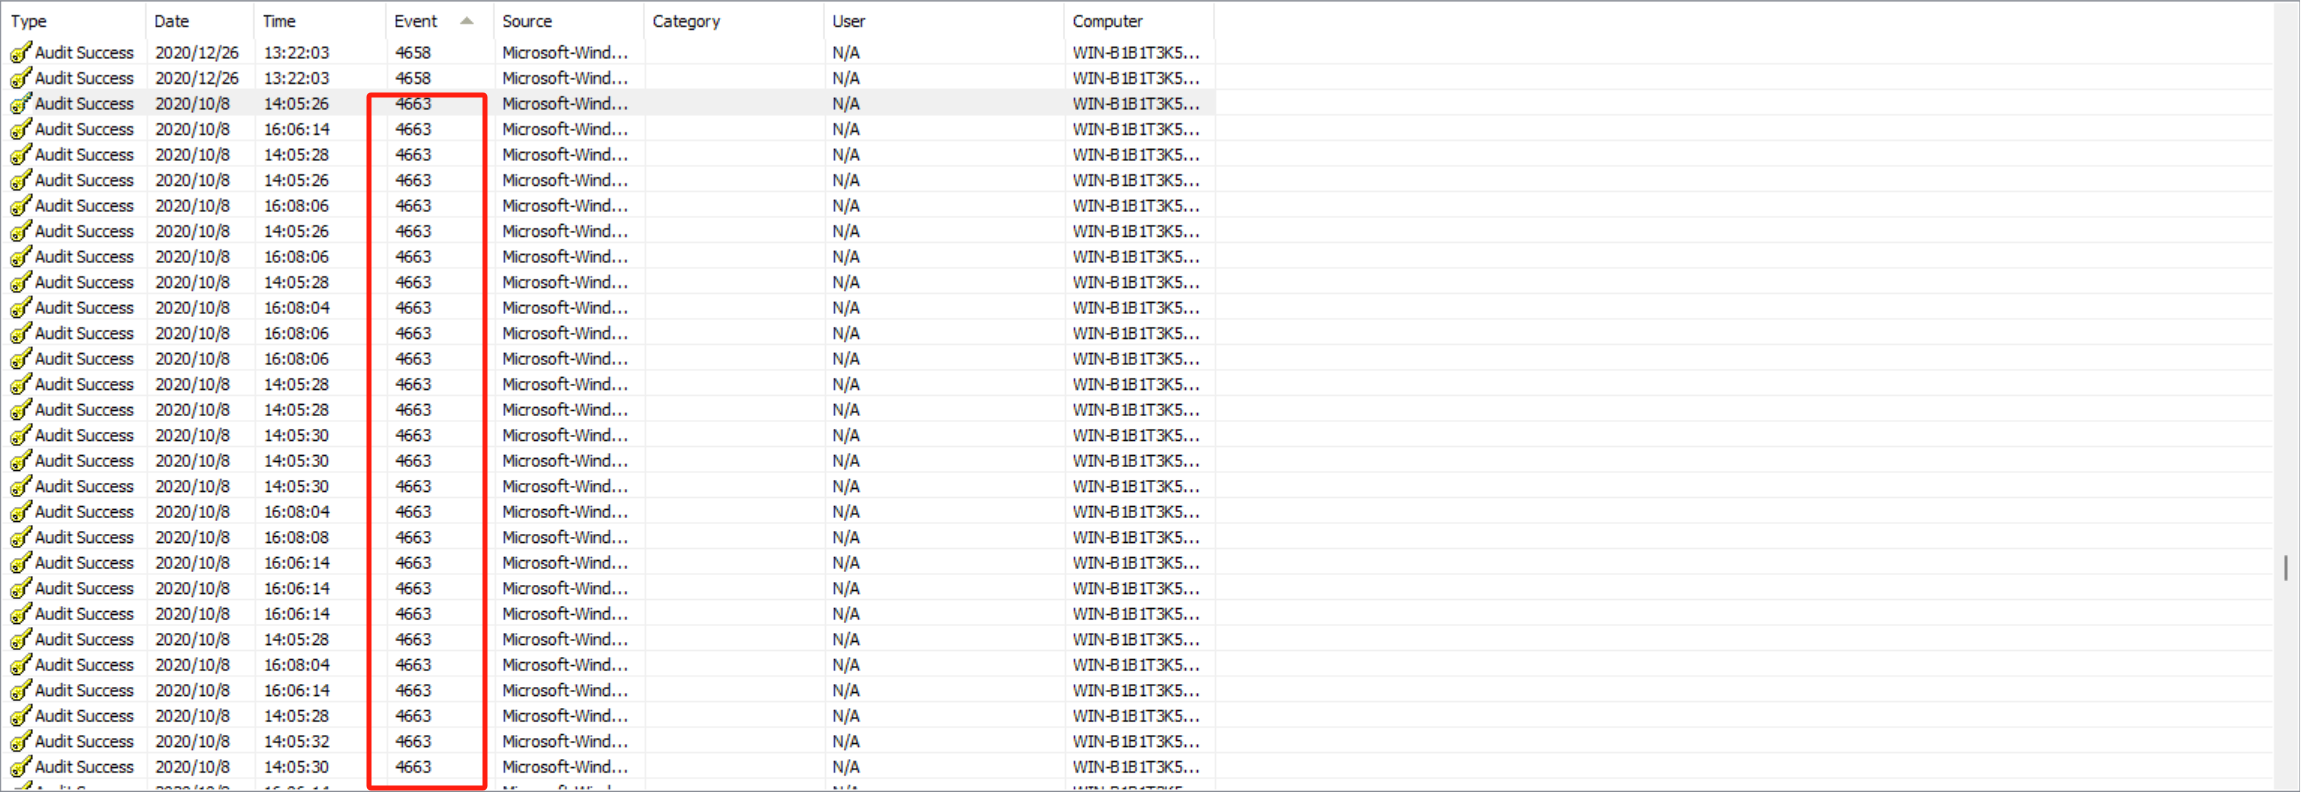 Type Date Time Event Source Category User Computer
Audit Success 2020/12/26 13:22:03 4658 Microsoft-Wind... N/A WIN-B1B1T3K5...
Audit Success 2020/12/26 13:22:03 4658 Microsoft-Wind... N/A WIN-B1B1T3K5...
Audit Success 2020/10/8 14:05:26 4663 Microsoft-Wind... N/A WIN-B1B1T3K5...
Audit Success 2020/10/8 16:06:14 4663 Microsoft-Wind... N/A WIN-B1B1T3K5...
Audit Success 2020/10/8 14:05:28 4663 Microsoft-Wind... N/A WIN-B1B1T3K5...
Audit Success 2020/10/8 14:05:26 4663 Microsoft-Wind... N/A WIN-B1B1T3K5...
Audit Success 2020/10/8 16:08:06 4663 Microsoft-Wind... N/A WIN-B1B1T3K5...
Audit Success 2020/10/8 14:05:26 4663 Microsoft-Wind... N/A WIN-B1B1T3K5...
Audit Success 2020/10/8 16:08:06 4663 Microsoft-Wind... N/A WIN-B1B1T3K5...
Audit Success 2020/10/8 14:05:28 4663 Microsoft-Wind... N/A WIN-B1B1T3K5...
Audit Success 2020/10/8 16:08:04 4663 Microsoft-Wind... N/A WIN-B1B1T3K5...
Audit Success 2020/10/8 16:08:06 4663 Microsoft-Wind... N/A WIN-B1B1T3K5...
Audit Success 2020/10/8 16:08:06 4663 Microsoft-Wind... N/A WIN-B1B1T3K5...
Audit Success 2020/10/8 14:05:28 4663 Microsoft-Wind... N/A WIN-B1B1T3K5...
Audit Success 2020/10/8 14:05:28 4663 Microsoft-Wind... N/A WIN-B1B1T3K5...
Audit Success 2020/10/8 14:05:30 4663 Microsoft-Wind... N/A WIN-B1B1T3K5...
Audit Success 2020/10/8 14:05:30 4663 Microsoft-Wind... N/A WIN-B1B1T3K5...
Audit Success 2020/10/8 14:05:30 4663 Microsoft-Wind... N/A WIN-B1B1T3K5...
Audit Success 2020/10/8 16:08:04 4663 Microsoft-Wind... N/A WIN-B1B1T3K5...
Audit Success 2020/10/8 16:08:08 4663 Microsoft-Wind... N/A WIN-B1B1T3K5...
Audit Success 2020/10/8 16:06:14 4663 Microsoft-Wind... N/A WIN-B1B1T3K5...
Audit Success 2020/10/8 16:06:14 4663 Microsoft-Wind... N/A WIN-B1B1T3K5...
Audit Success 2020/10/8 16:06:14 4663 Microsoft-Wind... N/A WIN-B1B1T3K5...
Audit Success 2020/10/8 14:05:28 4663 Microsoft-Wind... N/A WIN-B1B1T3K5...
Audit Success 2020/10/8 16:08:04 4663 Microsoft-Wind... N/A WIN-B1B1T3K5...
Audit Success 2020/10/8 16:06:14 4663 Microsoft-Wind... N/A WIN-B1B1T3K5...
Audit Success 2020/10/8 14:05:28 4663 Microsoft-Wind... N/A WIN-B1B1T3K5...
Audit Success 2020/10/8 14:05:32 4663 Microsoft-Wind... N/A WIN-B1B1T3K5...
Audit Success 2020/10/8 14:05:30 4663 Microsoft-Wind... N/A WIN-B1B1T3K5...